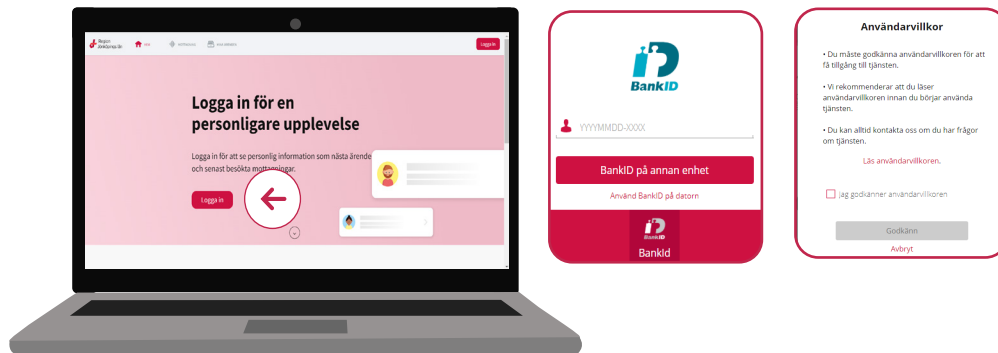 Region
Jönköpings län
HEM
Logga in
Logga in för en
personligare upplevelse
Logga in för att se personlig information som nästa ärende
och senast besökta mottagningar.
Logga in
BankID
YYYYMMDD-XXXX
BankID på annan enhet
Använd BankID på datorn
BankID
BankId
Användarvillkor
• Du måste godkänna användarvillkoren för att
få tillgång till tjänsten.
• Vi rekommenderar att du läser
användarvillkoren innan du börjar använda
tjänsten.
• Du kan alltid kontakta oss om du har frågor
om tjänsten.
Läs användarvillkoren.
Jag godkänner användarvillkoren
Godkänn
Avbryt